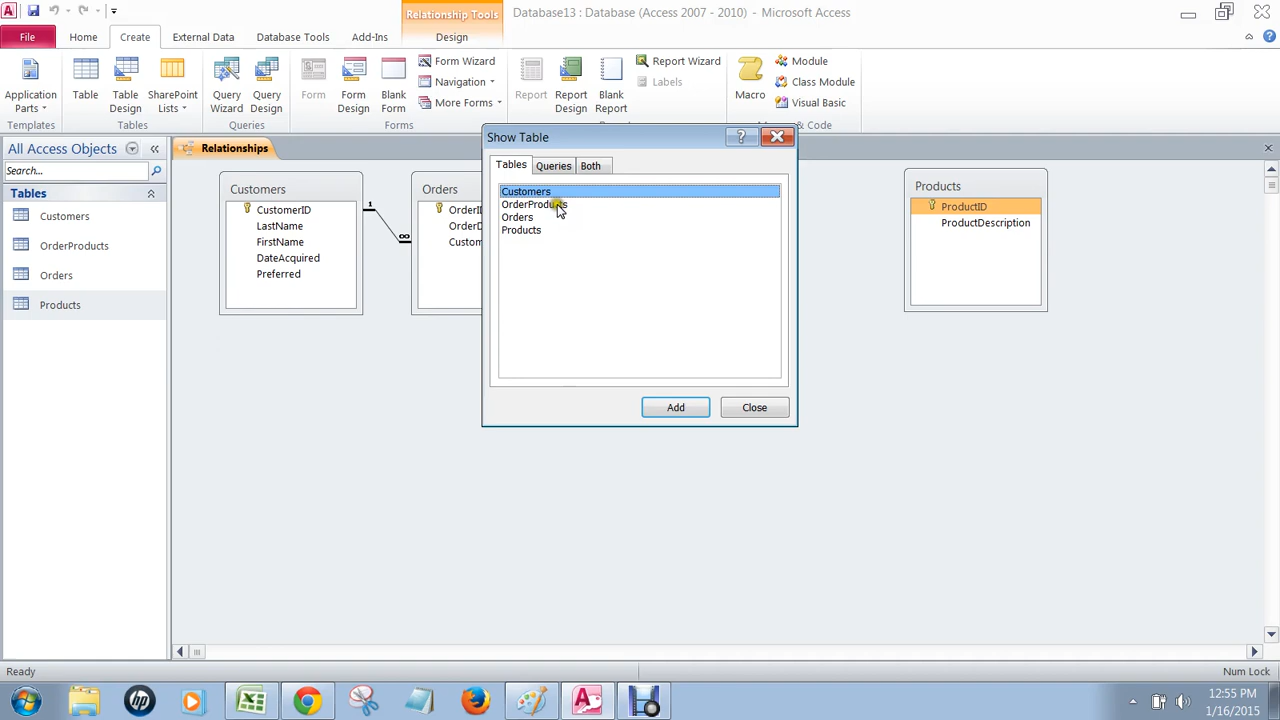 Relationship Tools
Database13 : Database (Access 2007 - 2010) - Microsoft Access
File
Home
Create
External Data
Database Tools
Add-Ins
Design
Application Parts
Table
Table Design
SharePoint Lists
Query Wizard
Query Design
Form
Form Design
Blank Form
Form Wizard
Navigation
More Forms
Report
Report Design
Blank Report
Report Wizard
Labels
Macro
Module
Class Module
Visual Basic
Templates
Tables
Queries
Forms
& Code
All Access Objects
Search...
Tables
Customers
OrderProducts
Orders
Products
Relationships
Customers
CustomerID
LastName
FirstName
DateAcquired
Preferred
1
∞
Orders
Products
ProductID
ProductDescription
Show Table
Tables
Queries
Both
Customers
OrderProducts
Orders
Products
Add
Close
Ready
Num Lock
12:55 PM
1/16/2015